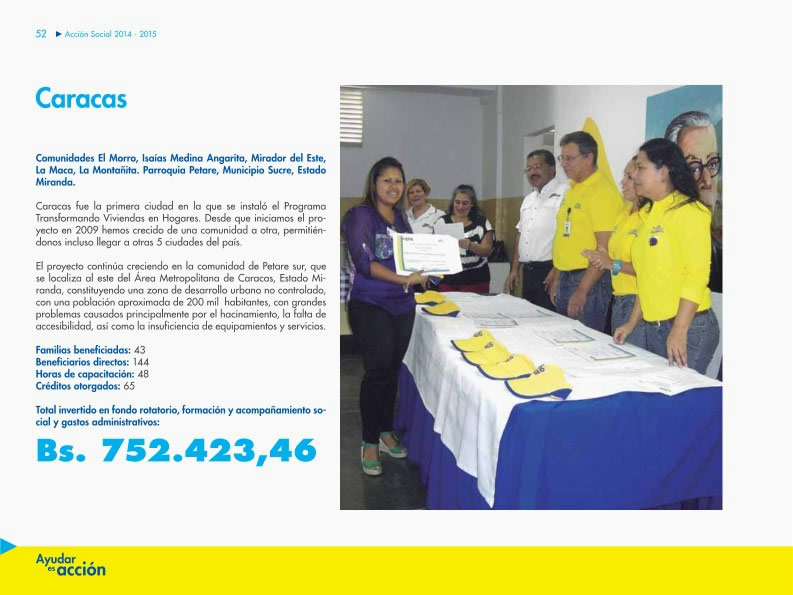 52 ▶ Acción Social 2014 - 2015
Caracas
Comunidades El Morro, Isaías Medina Angarita, Mirador del Este,
La Maca, La Montañita. Parroquia Petare, Municipio Sucre, Estado
Miranda.
Caracas fue la primera ciudad en la que se instaló el Programa
Transformando Viviendas en Hogares. Desde que iniciamos el pro-
yecto en 2009 hemos crecido de una comunidad a otra, permitién-
donos incluso llegar a otras 5 ciudades del país.
El proyecto continúa creciendo en la comunidad de Petare sur, que
se localiza al este del Área Metropolitana de Caracas, Estado Mi-
randa, constituyendo una zona de desarrollo urbano no controlado,
con una población aproximada de 200 mil habitantes, con grandes
problemas causados principalmente por el hacinamiento, la falta de
accesibilidad, así como la insuficiencia de equipamientos y servicios.
Familias beneficiadas: 43
Beneficiarios directos: 144
Horas de capacitación: 48
Créditos otorgados: 65
Total invertido en fondo rotatorio, formación y acompañamiento so-
cial y gastos administrativos:
Bs. 752.423,46
Ayudar
es acción